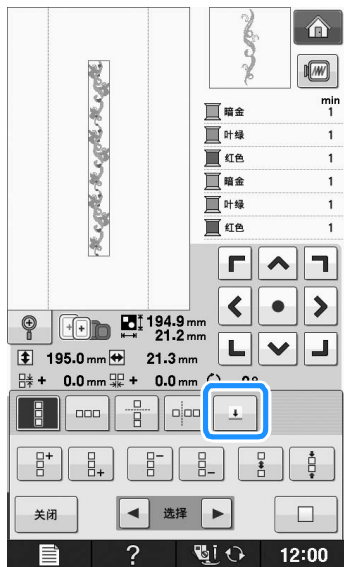 min
暗金 1
叶绿 1
红色 1
暗金 1
叶绿 1
红色 1
194.9 mm
21.2 mm
195.0 mm 21.3 mm
+ 0.0 mm + 0.0 mm
关闭 选择
? 12:00